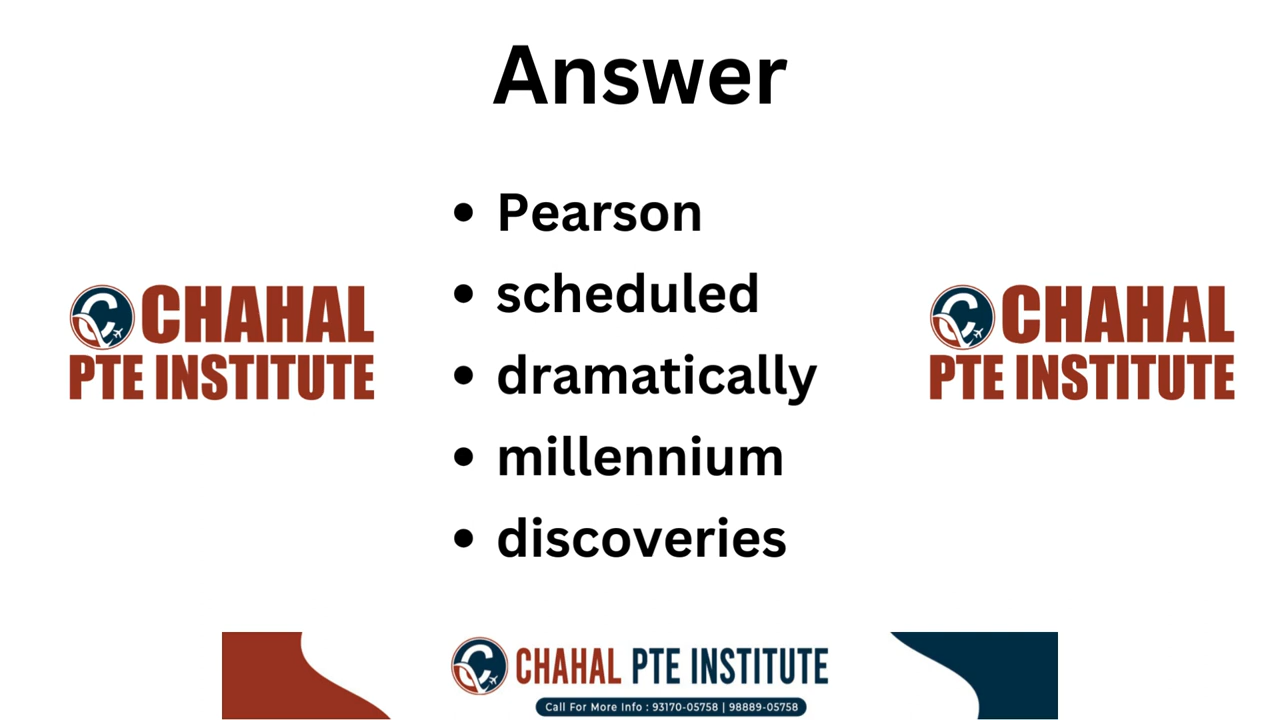 Answer
• Pearson
• scheduled
• dramatically
• millennium
• discoveries
CHAHAL
PTE INSTITUTE
CHAHAL
PTE INSTITUTE
CHAHAL PTE INSTITUTE
Call For More Info : 93170-05758 | 98889-05758